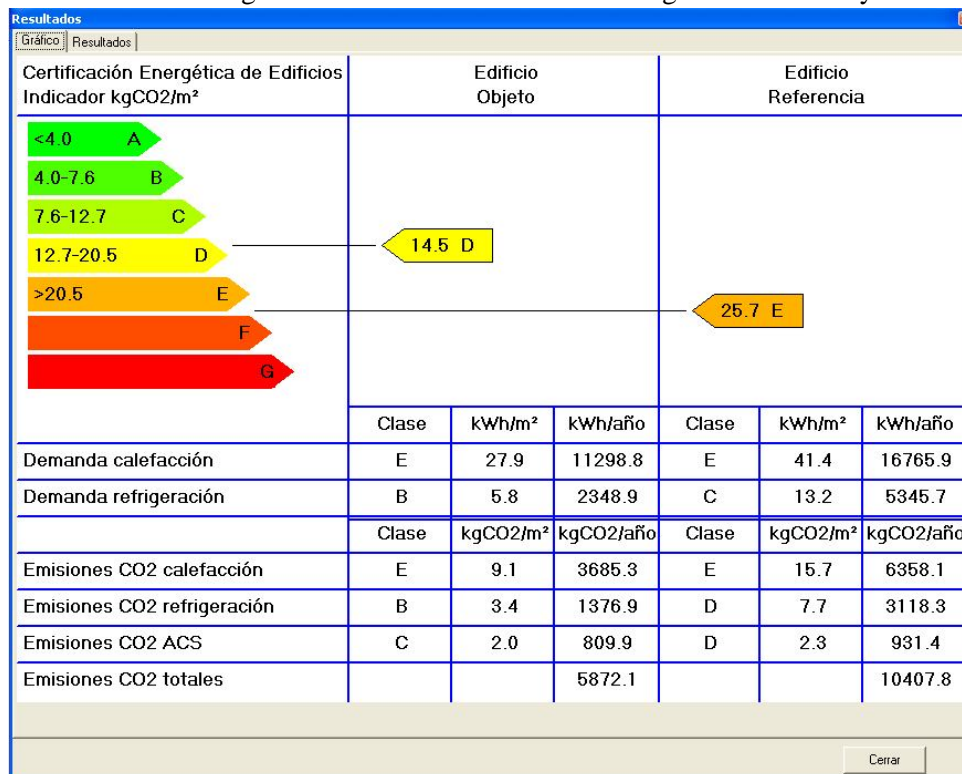 Resultados
Gráfico Resultados
Certificación Energética de Edificios
Indicador kgCO2/m²
Edificio
Objeto
Edificio
Referencia
<4.0 A
4.0-7.6 B
7.6-12.7 C
12.7-20.5 D
14.5 D
>20.5 E
25.7 E
F
G
Clase kWh/m² kWh/año Clase kWh/m² kWh/año
Demanda calefacción E 27.9 11298.8 E 41.4 16765.9
Demanda refrigeración B 5.8 2348.9 C 13.2 5345.7
Clase kgCO2/m² kgCO2/año Clase kgCO2/m² kgCO2/año
Emisiones CO2 calefacción E 9.1 3685.3 E 15.7 6358.1
Emisiones CO2 refrigeración B 3.4 1376.9 D 7.7 3118.3
Emisiones CO2 ACS C 2.0 809.9 D 2.3 931.4
Emisiones CO2 totales 5872.1 10407.8
Cerrar